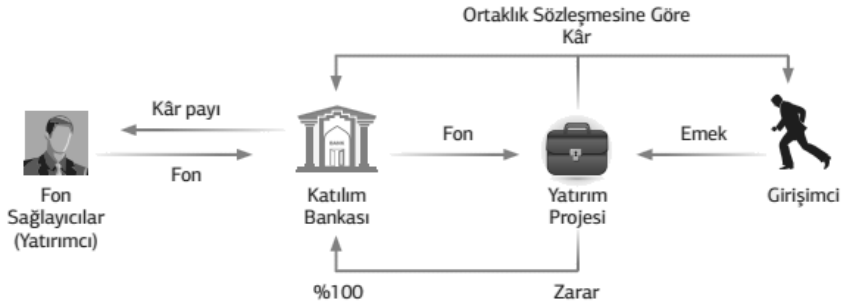 Ortaklık Sözleşmesine Göre
Kâr
Kâr payı
Fon
Fon
Emek
Fon
Sağlayıcılar
(Yatırımcı)
Katılım
Bankası
Yatırım
Projesi
Girişimci
%100
Zarar